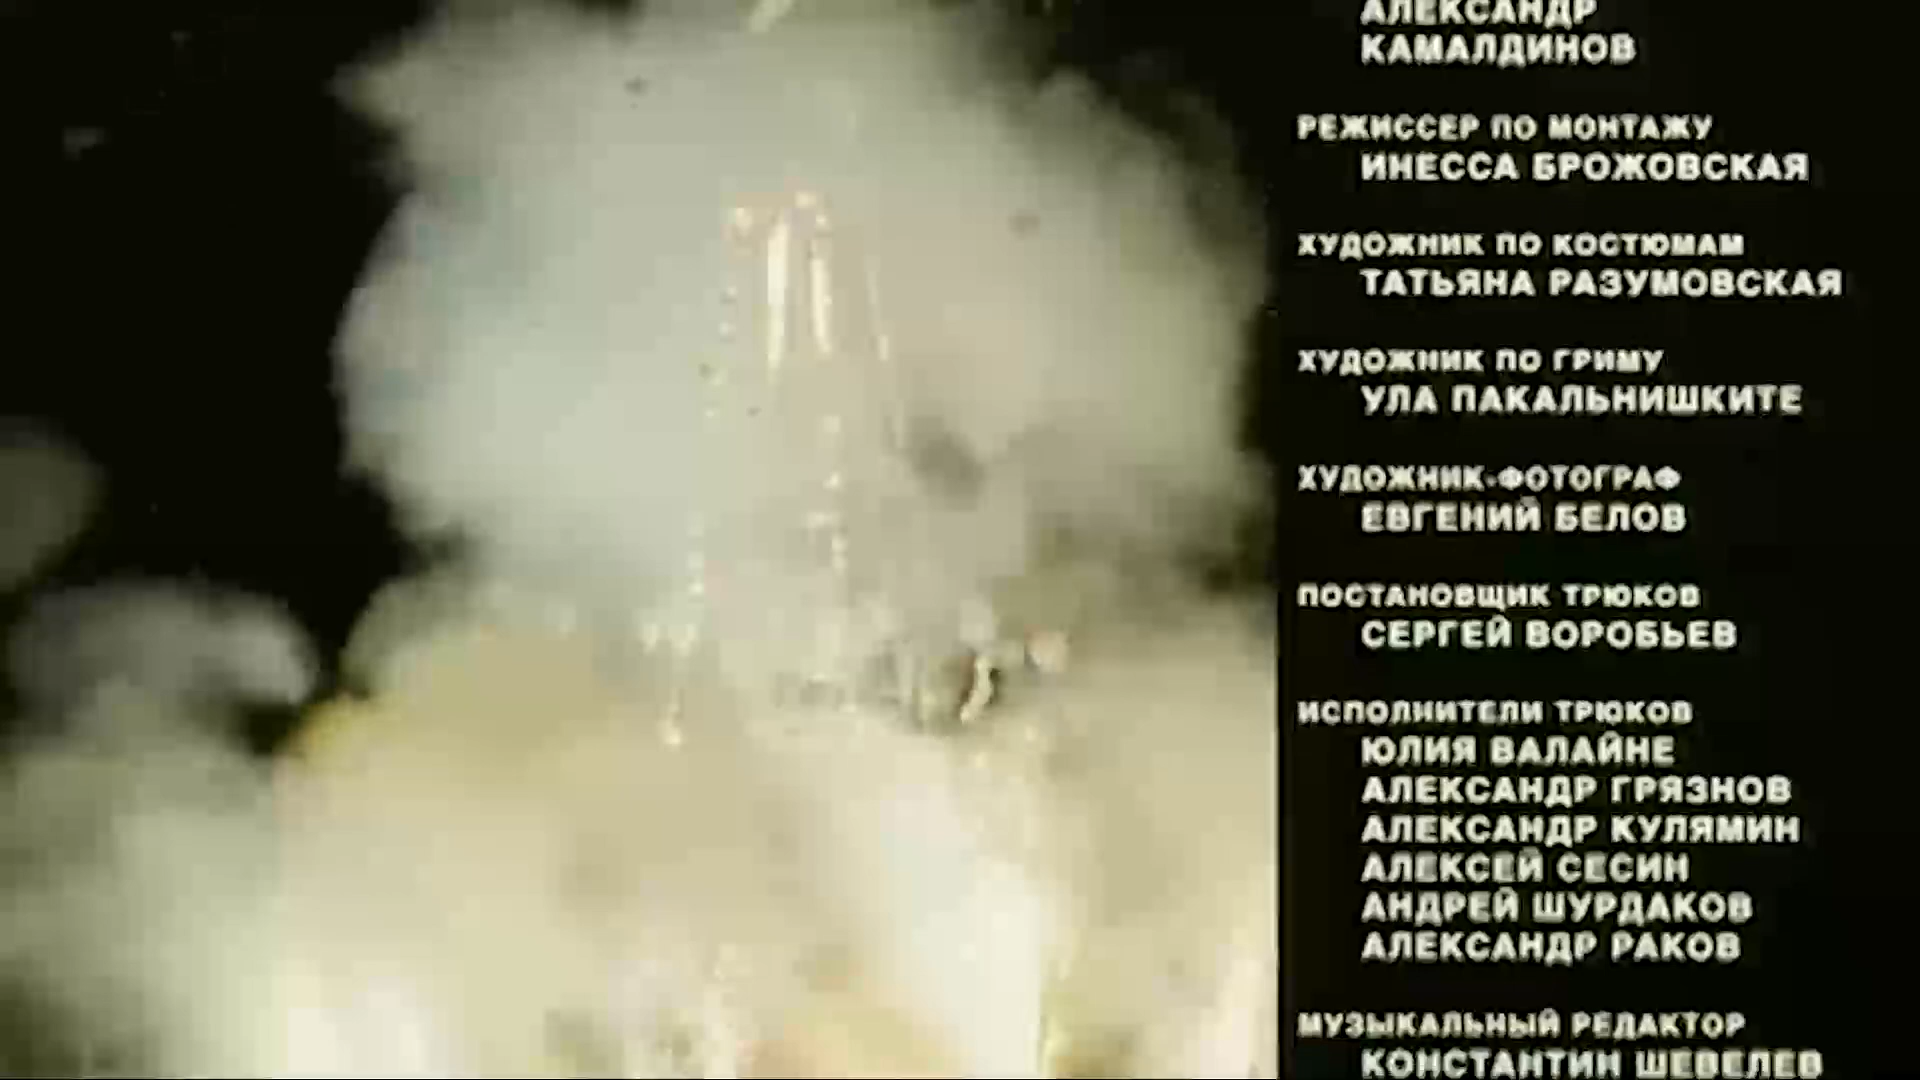 АЛЕКСАНДР
КАМАЛДИНОВ
РЕЖИССЕР ПО МОНТАЖУ
ИНЕССА БРОЖОВСКАЯ
ХУДОЖНИК ПО КОСТЮМАМ
ТАТЬЯНА РАЗУМОВСКАЯ
ХУДОЖНИК ПО ГРИМУ
УЛА ПАКАЛЬНИШКИТЕ
ХУДОЖНИК-ФОТОГРАФ
ЕВГЕНИЙ БЕЛОВ
ПОСТАНОВЩИК ТРЮКОВ
СЕРГЕЙ ВОРОБЬЕВ
ИСПОЛНИТЕЛИ ТРЮКОВ
ЮЛИЯ ВАЛАЙНЕ
АЛЕКСАНДР ГРЯЗНОВ
АЛЕКСАНДР КУЛЯМИН
АЛЕКСЕЙ СЕСИН
АНДРЕЙ ШУРДАКОВ
АЛЕКСАНДР РАКОВ
МУЗЫКАЛЬНЫЙ РЕДАКТОР
КОНСТАНТИН ШЕВЕЛЕВ